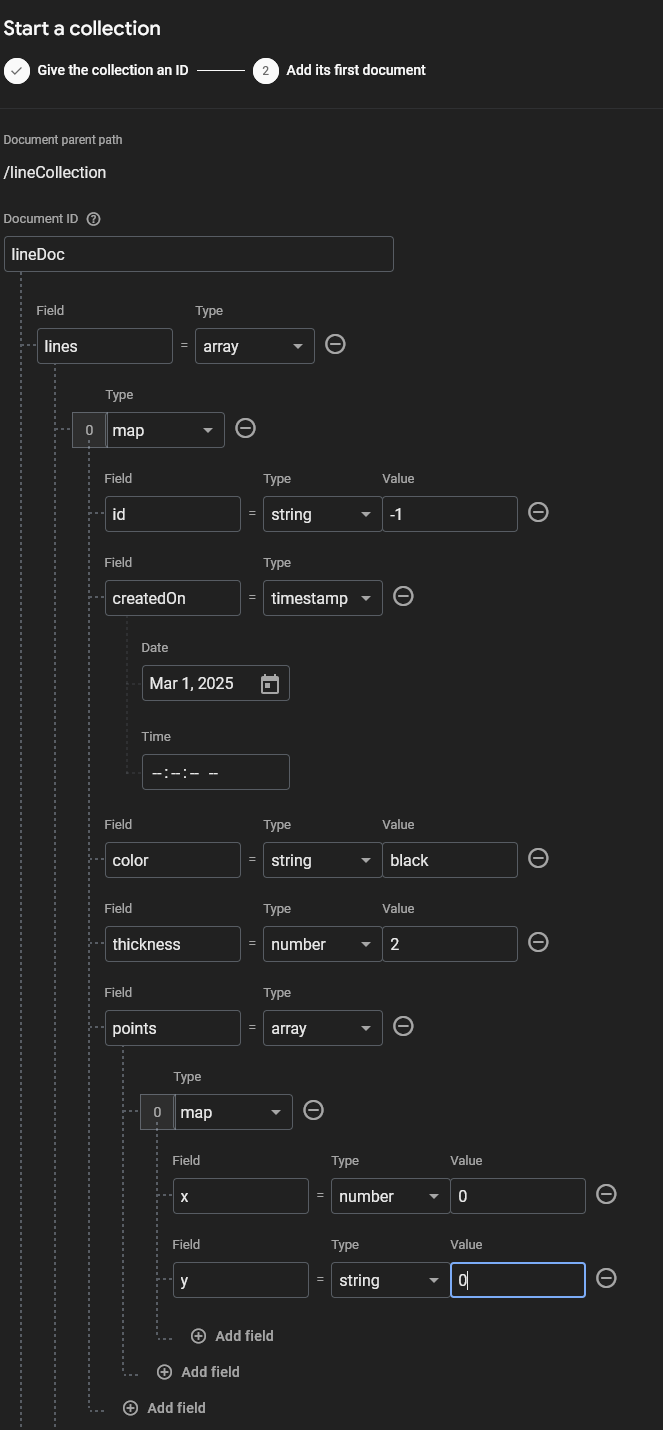 Start a collection
Give the collection an ID 2 Add its first document
Document parent path
/lineCollection
Document ID ?
lineDoc
Field Type
lines = array
Type
0 map
Field Type Value
id = string -1
Field Type
createdOn = timestamp
Date
Mar 1, 2025
Time
--:--:-- --
Field Type Value
color = string black
Field Type Value
thickness = number 2
Field Type
points = array
Type
0 map
Field Type Value
x = number 0
Field Type Value
y = string 0
Add field
Add field
Add field